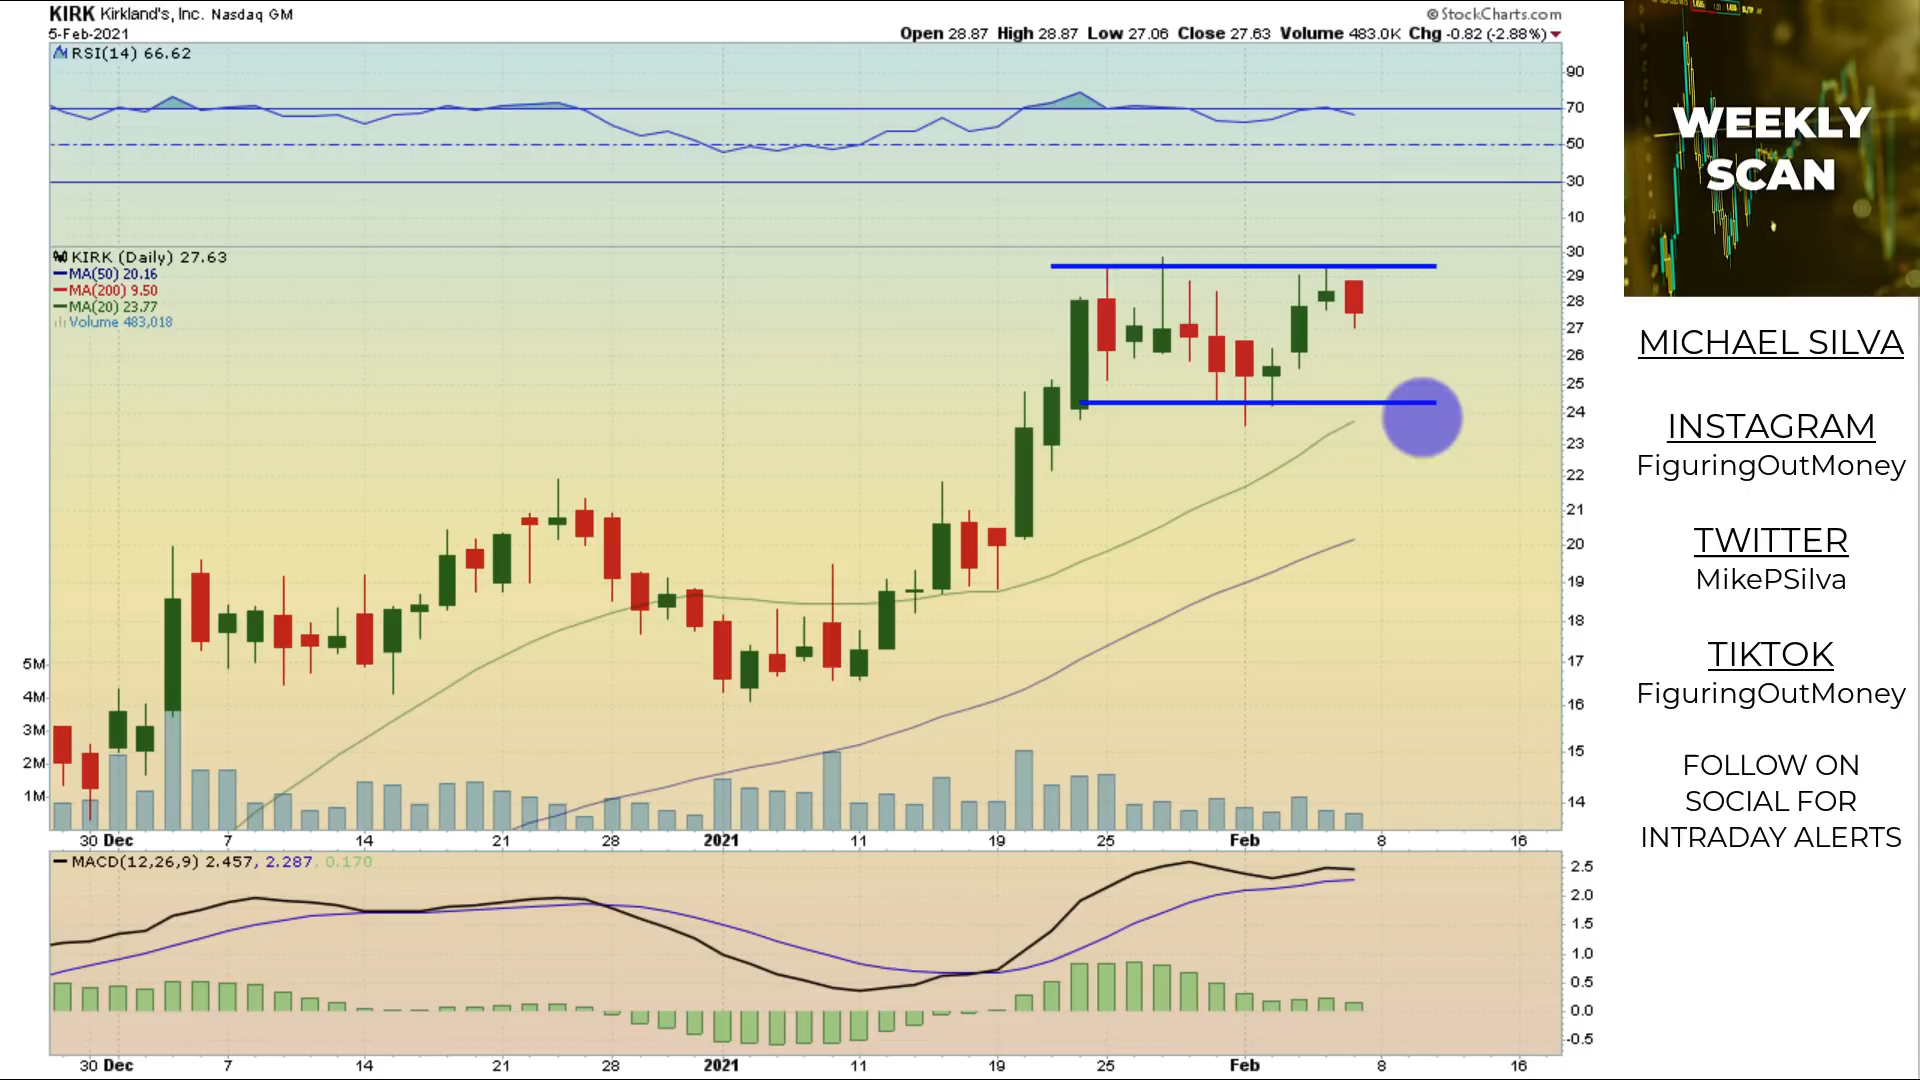 KIRK Kirkland's, Inc. Nasdaq GM
© StockCharts.com
5-Feb-2021
Open 28.87 High 28.87 Low 27.06 Close 27.63 Volume 483.0K Chg -0.82 (-2.88%)
RSI(14) 66.62
90
70
50
30
10
KIRK (Daily) 27.63
MA(50) 20.16
MA(200) 9.50
MA(20) 23.77
Volume 483,018
30
29
28
27
26
25
24
23
22
21
20
19
18
17
16
15
14
5M
4M
3M
2M
1M
30 Dec 7 14 21 28 2021 11 19 25 Feb 8 16
MACD(12,26,9) 2.457, 2.287, 0.170
2.5
2.0
1.5
1.0
0.5
0.0
-0.5
30 Dec 7 14 21 28 2021 11 19 25 Feb 8 16
WEEKLY
SCAN
MICHAEL SILVA
INSTAGRAM
FiguringOutMoney
TWITTER
MikePSilva
TIKTOK
FiguringOutMoney
FOLLOW ON
SOCIAL FOR
INTRADAY ALERTS